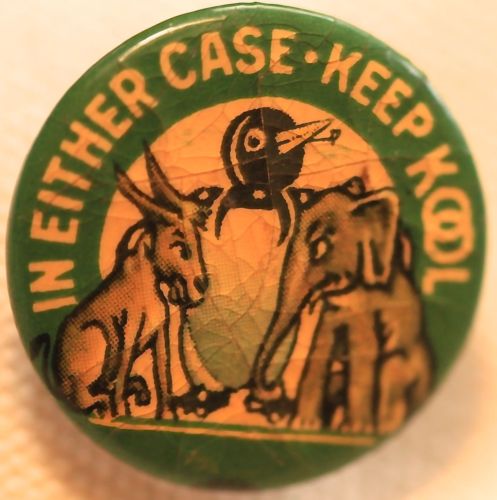 IN EITHER CASE · KEEP KOOL